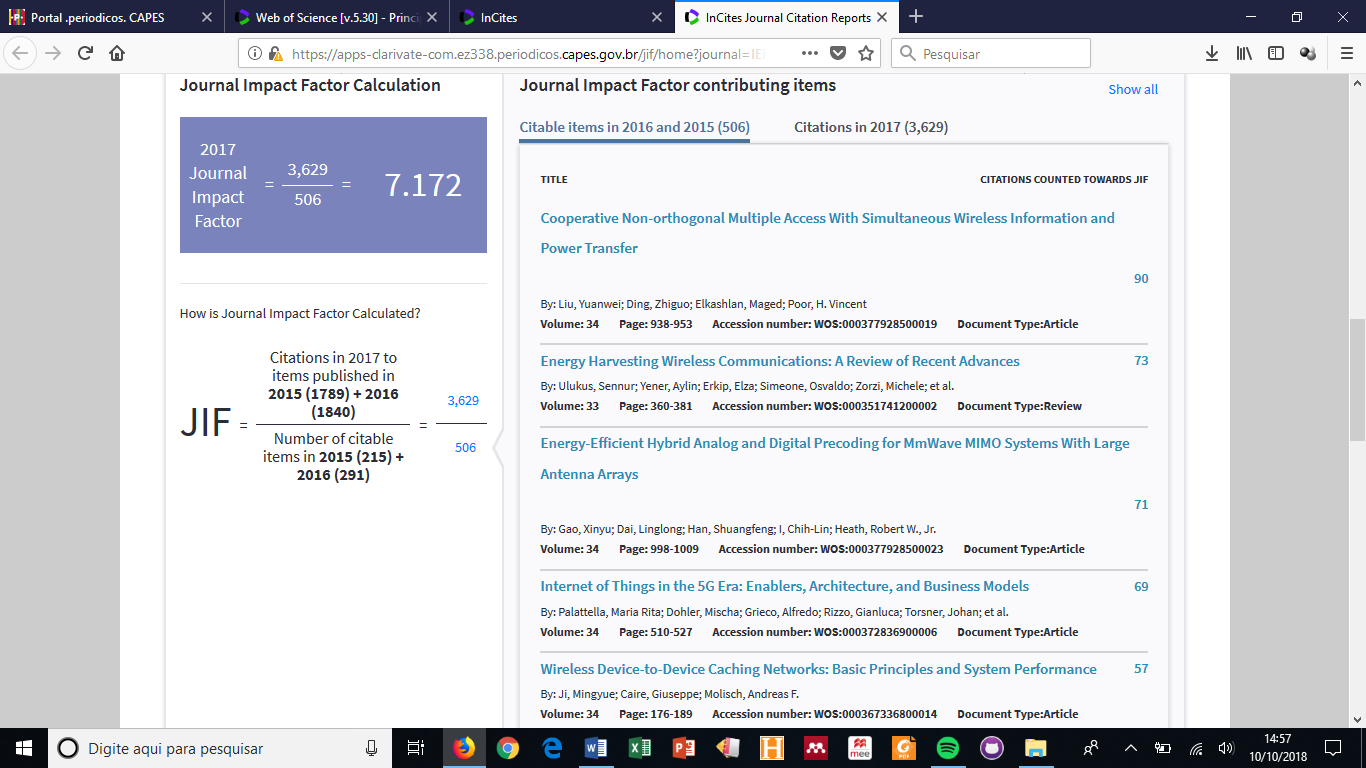 Portal .periodicos. CAPES
Web of Science [v.5.30] - Princi
InCites
InCites Journal Citation Reports
https://apps-clarivate-com.ez338.periodicos.capes.gov.br/jif/home?journal=IE
Pesquisar
Journal Impact Factor Calculation
2017
Journal
Impact
Factor
= 3,629
506
= 7.172
How is Journal Impact Factor Calculated?
JIF =
Citations in 2017 to
items published in
2015 (1789) + 2016
(1840)
Number of citable
items in 2015 (215) +
2016 (291)
=
3,629
506
Journal Impact Factor contributing items
Show all
Citable items in 2016 and 2015 (506) Citations in 2017 (3,629)
TITLE CITATIONS COUNTED TOWARDS JIF
Cooperative Non-orthogonal Multiple Access With Simultaneous Wireless Information and
Power Transfer
90
By: Liu, Yuanwei; Ding, Zhiguo; Elkashlan, Maged; Poor, H. Vincent
Volume: 34 Page: 938-953 Accession number: WOS:000377928500019 Document Type:Article
Energy Harvesting Wireless Communications: A Review of Recent Advances 73
By: Ulukus, Sennur; Yener, Aylin; Erkip, Elza; Simeone, Osvaldo; Zorzi, Michele; et al.
Volume: 33 Page: 360-381 Accession number: WOS:000351741200002 Document Type:Review
Energy-Efficient Hybrid Analog and Digital Precoding for MmWave MIMO Systems With Large
Antenna Arrays
71
By: Gao, Xinyu; Dai, Linglong; Han, Shuangfeng; I, Chih-Lin; Heath, Robert W., Jr.
Volume: 34 Page: 998-1009 Accession number: WOS:000377928500023 Document Type:Article
Internet of Things in the 5G Era: Enablers, Architecture, and Business Models 69
By: Palattella, Maria Rita; Dohler, Mischa; Grieco, Alfredo; Rizzo, Gianluca; Torsner, Johan; et al.
Volume: 34 Page: 510-527 Accession number: WOS:000372836900006 Document Type:Article
Wireless Device-to-Device Caching Networks: Basic Principles and System Performance 57
By: Ji, Mingyue; Caire, Giuseppe; Molisch, Andreas F.
Volume: 34 Page: 176-189 Accession number: WOS:000367336800014 Document Type:Article
Digite aqui para pesquisar
14:57
10/10/2018